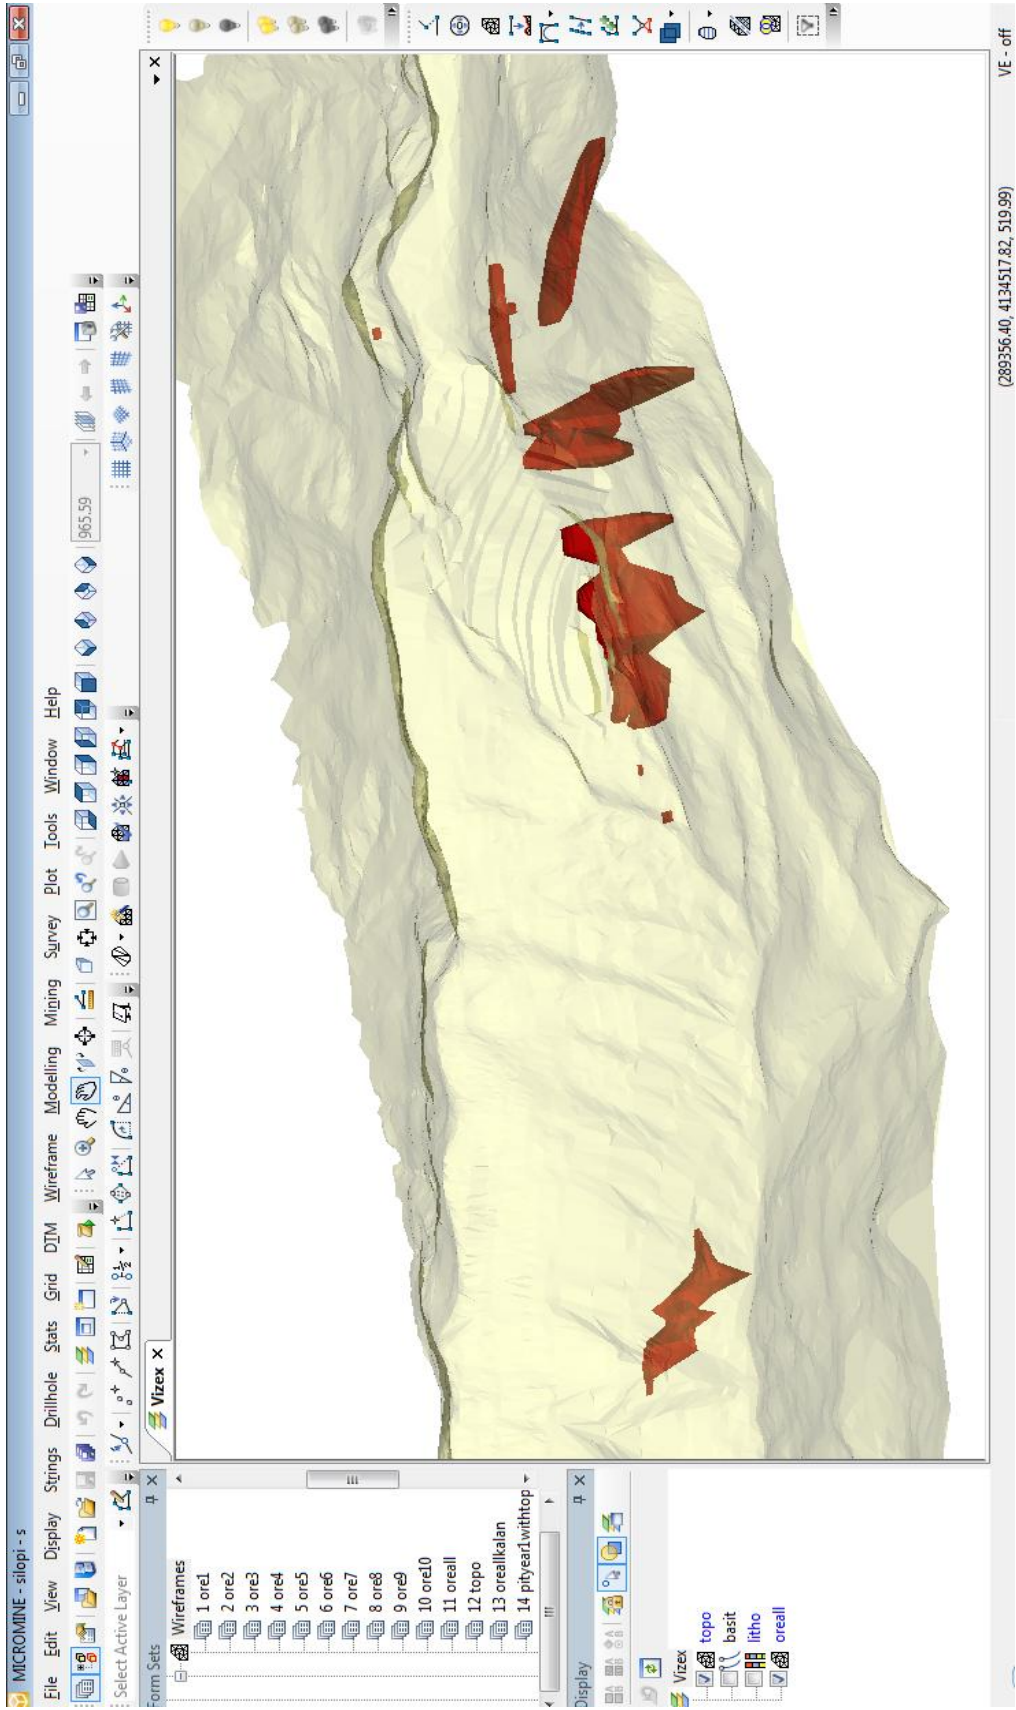 MICROMINE - silopi - s
File Edit View Display Strings Drillhole Stats Grid DTM Wireframe Modelling Mining Survey Plot Tools Window Help
965.59
Select Active Layer
Form Sets
Vizex
Wireframes
1 ore1
2 ore2
3 ore3
4 ore4
5 ore5
6 ore6
7 ore7
8 ore8
9 ore9
10 ore10
11 oreall
12 topo
13 oreallkalan
14 pityear1withtop
Display
Vizex
topo
basit
litho
oreall
(289356.40, 4134517.82, 519.99) VE - off